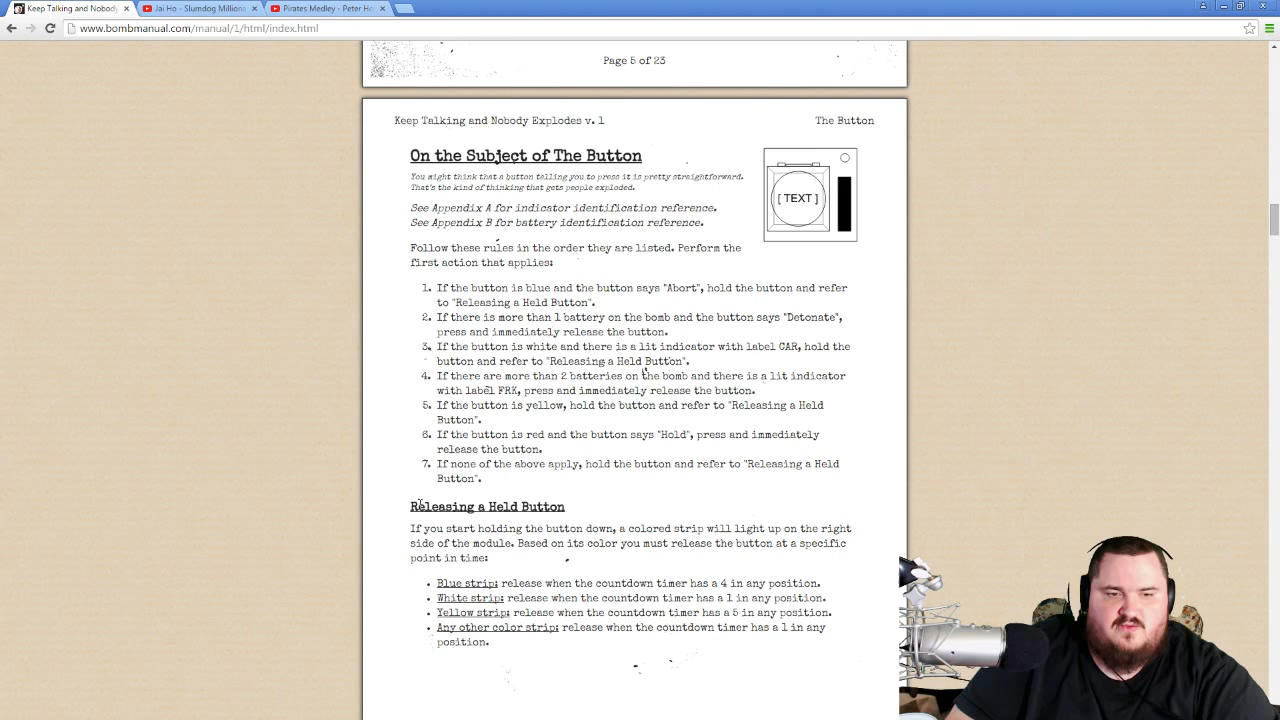 Keep Talking and Nobody
Jai Ho - Slumdog Million
Pirates Medley - Peter Ho
www.bombmanual.com/manual/1/html/index.html
Page 5 of 23
Keep Talking and Nobody Explodes v. 1
The Button
On the Subject of The Button
You might think that a button telling you to press it is pretty straightforward.
That's the kind of thinking that gets people exploded.
See Appendix A for indicator identification reference.
See Appendix B for battery identification reference.
[ TEXT ]
Follow these rules in the order they are listed. Perform the
first action that applies:
1. If the button is blue and the button says "Abort", hold the button and refer
to "Releasing a Held Button".
2. If there is more than 1 battery on the bomb and the button says "Detonate",
press and immediately release the button.
3. If the button is white and there is a lit indicator with label CAR, hold the
button and refer to "Releasing a Held Button".
4. If there are more than 2 batteries on the bomb and there is a lit indicator
with label FRK, press and immediately release the button.
5. If the button is yellow, hold the button and refer to "Releasing a Held
Button".
6. If the button is red and the button says "Hold", press and immediately
release the button.
7. If none of the above apply, hold the button and refer to "Releasing a Held
Button".
Releasing a Held Button
If you start holding the button down, a colored strip will light up on the right
side of the module. Based on its color you must release the button at a specific
point in time:
• Blue strip: release when the countdown timer has a 4 in any position.
• White strip: release when the countdown timer has a 1 in any position.
• Yellow strip: release when the countdown timer has a 5 in any position.
• Any other color strip: release when the countdown timer has a 1 in any
position.